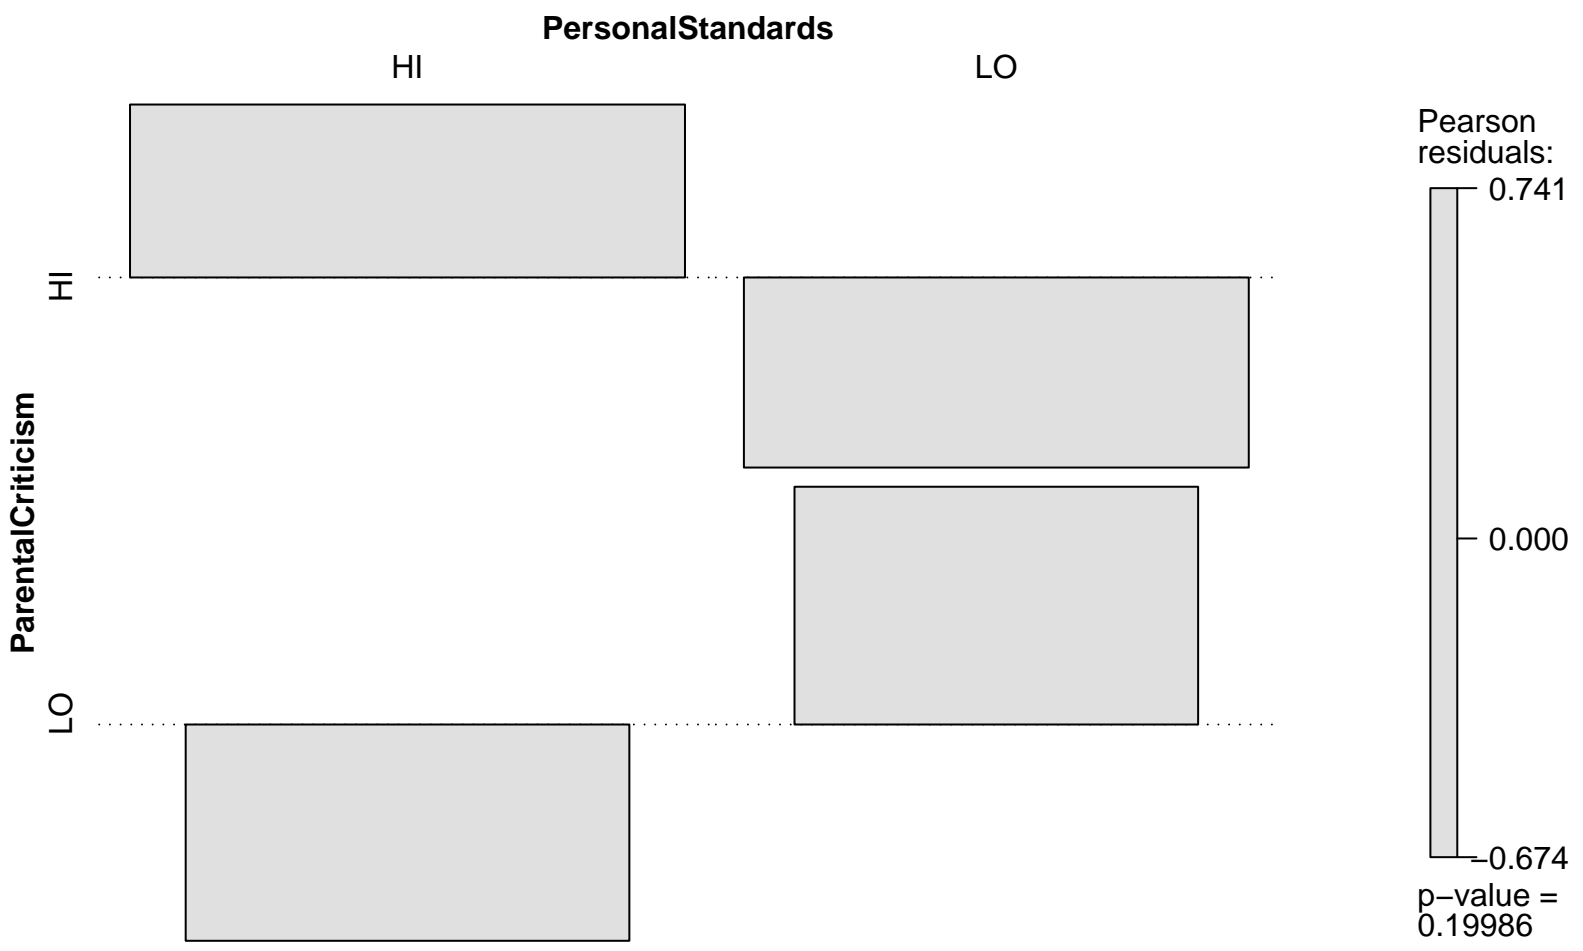 PersonalStandards
HI
LO
Pearson
residuals:
0.741
HI
ParentalCriticism
0.000
LO
−0.674
p−value =
0.19986